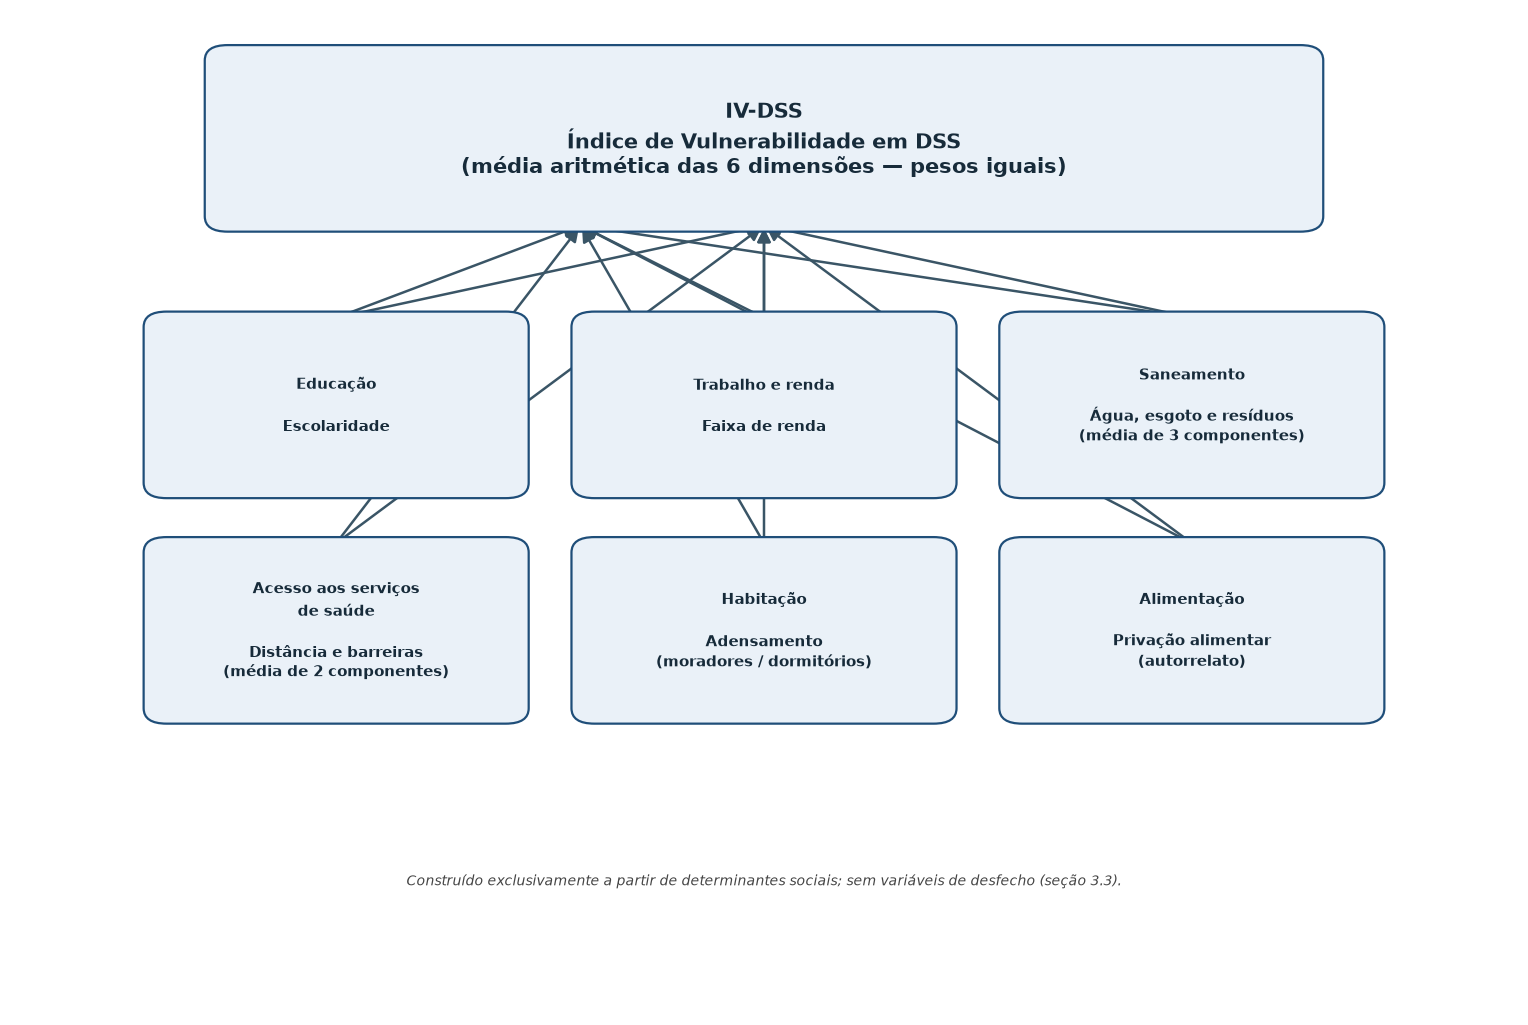 IV-DSS
Índice de Vulnerabilidade em DSS
(média aritmética das 6 dimensões — pesos iguais)
Educação
Escolaridade
Trabalho e renda
Faixa de renda
Saneamento
Água, esgoto e resíduos
(média de 3 componentes)
Acesso aos serviços
de saúde
Distância e barreiras
(média de 2 componentes)
Habitação
Adensamento
(moradores / dormitórios)
Alimentação
Privação alimentar
(autorrelato)
Construído exclusivamente a partir de determinantes sociais; sem variáveis de desfecho (seção 3.3).